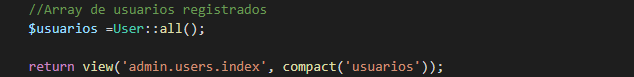 //Array de usuarios registrados
$usuarios =User::all();
return view('admin.users.index', compact('usuarios'));